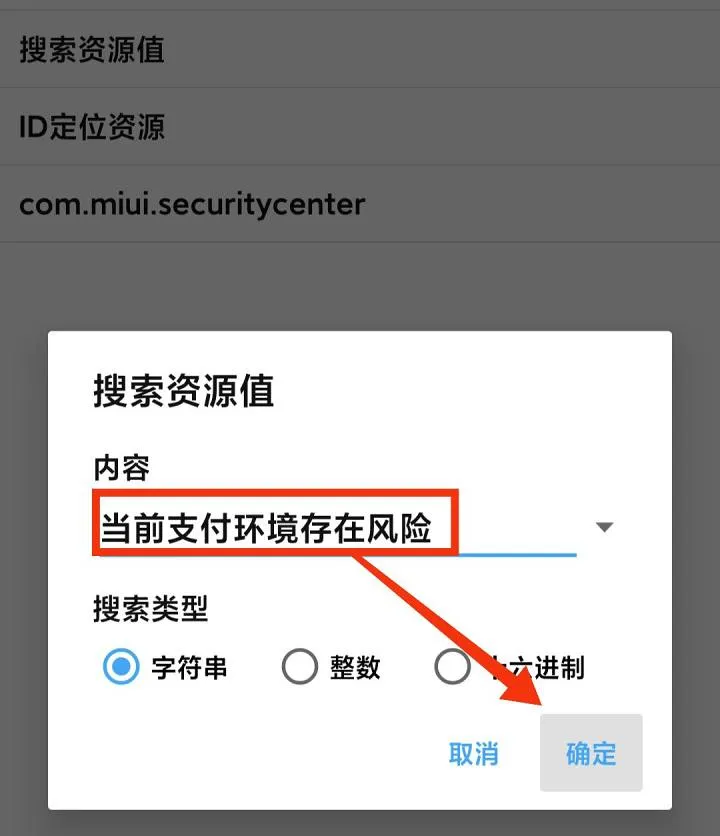 搜索资源值
ID定位资源
com.miui.securitycenter
搜索资源值
内容
当前支付环境存在风险
搜索类型
字符串 整数 十六进制
取消 确定